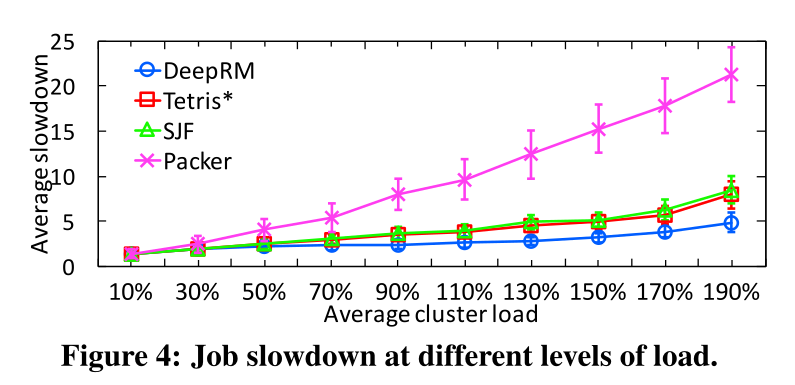 25
20
15
10
5
0
Average slowdown
DeepRM
Tetris*
SJF
Packer
10% 30% 50% 70% 90% 110% 130% 150% 170% 190%
Average cluster load
Figure 4: Job slowdown at different levels of load.